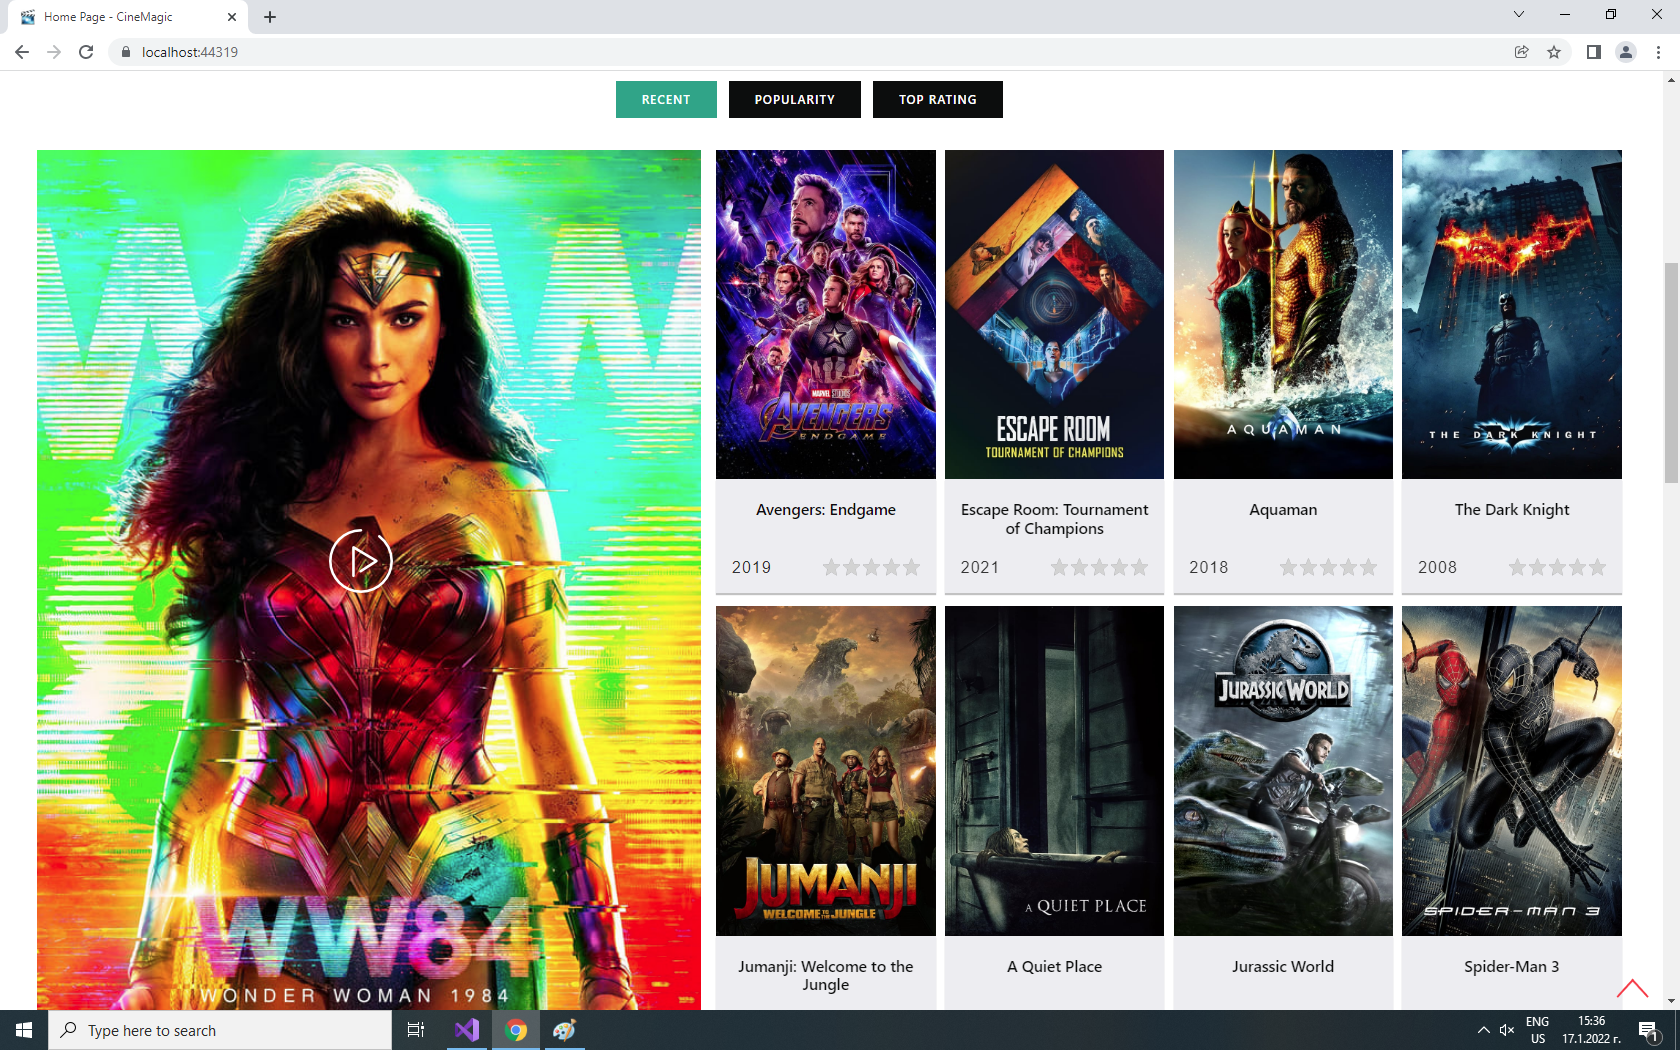 Home Page - CineMagic
localhost:44319
RECENT
POPULARITY
TOP RATING
WW84
WONDER WOMAN 1984
MARVEL STUDIOS
AVENGERS
ENDGAME
Avengers: Endgame
2019
ESCAPE ROOM
TOURNAMENT OF CHAMPIONS
Escape Room: Tournament
of Champions
2021
AQUAMAN
Aquaman
2018
THE DARK KNIGHT
The Dark Knight
2008
JUMANJI
WELCOME TO THE JUNGLE
Jumanji: Welcome to the
Jungle
A QUIET PLACE
A Quiet Place
JURASSIC WORLD
Jurassic World
SPIDER-MAN 3
Spider-Man 3
Type here to search
ENG
US
15:36
17.1.2022 г.
1